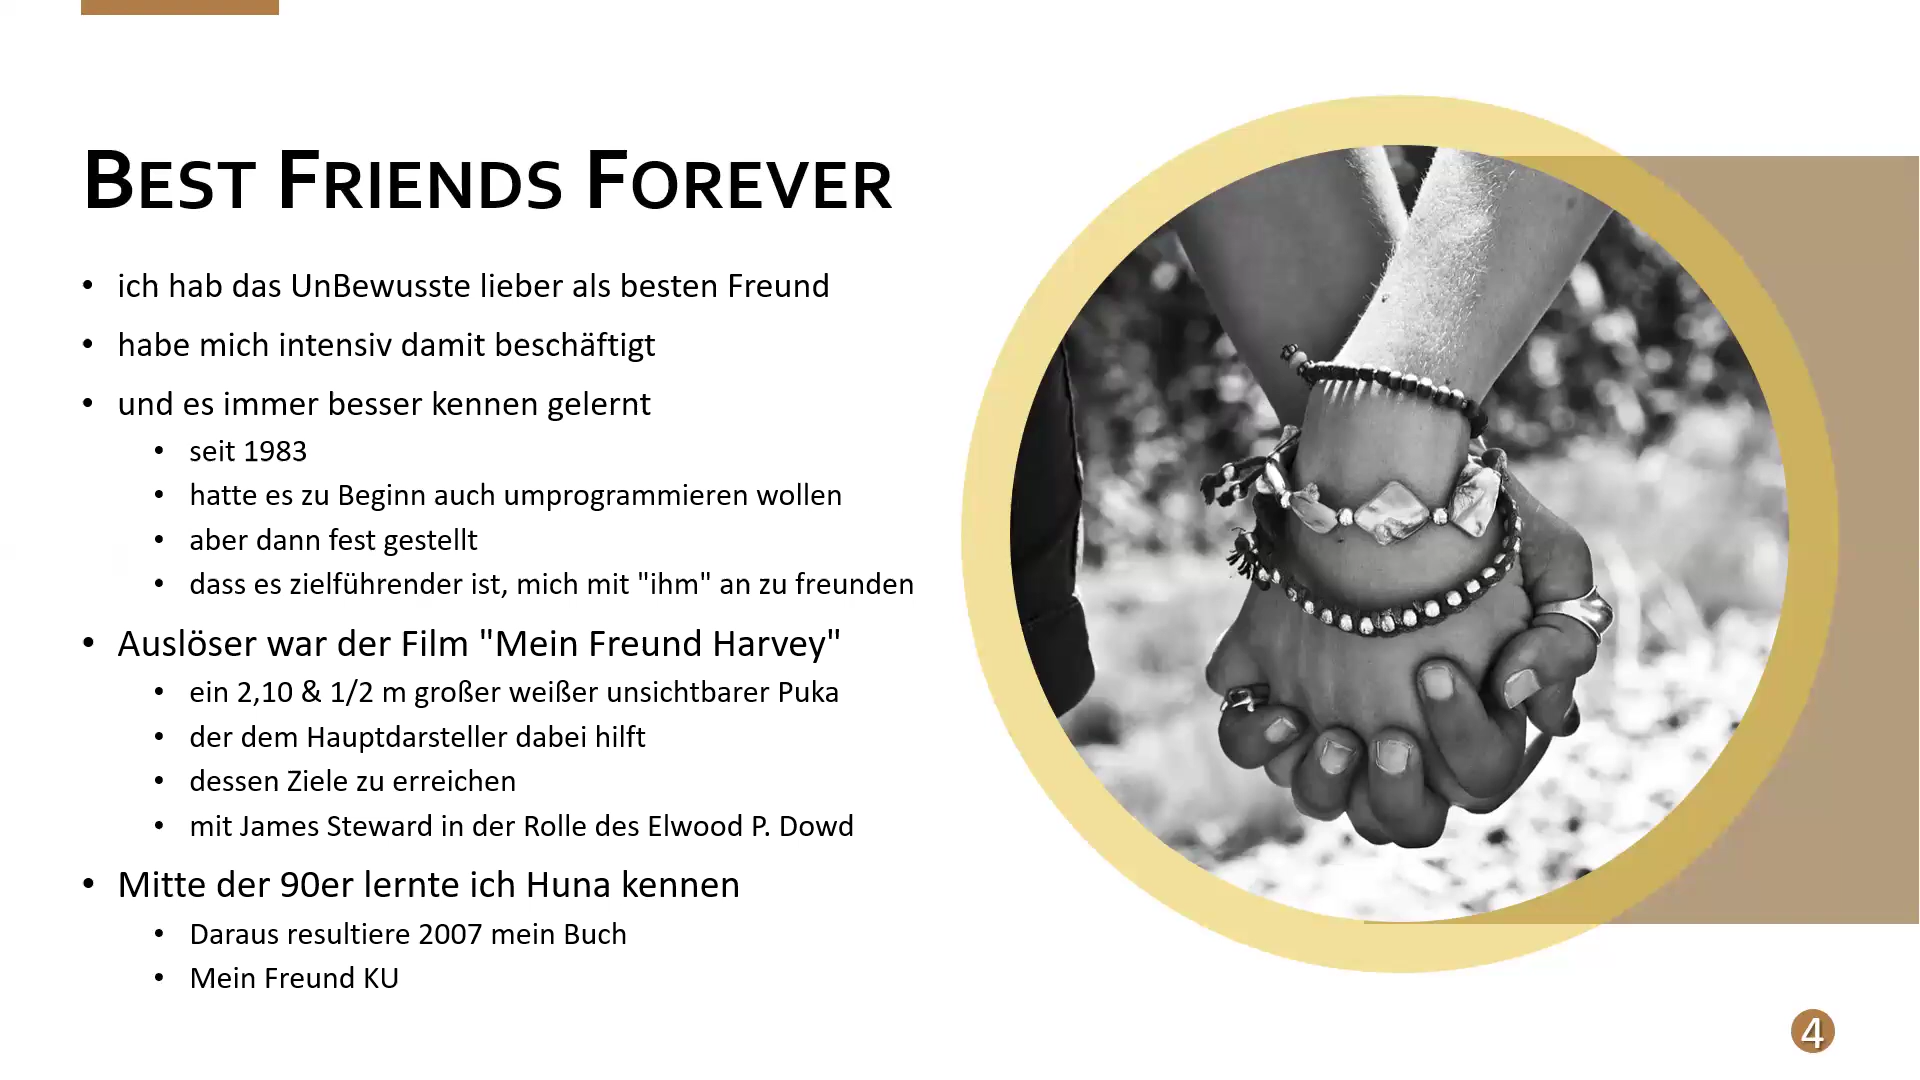 BEST FRIENDS FOREVER
• ich hab das UnBewusste lieber als besten Freund
• habe mich intensiv damit beschäftigt
• und es immer besser kennen gelernt
• seit 1983
• hatte es zu Beginn auch umprogrammieren wollen
• aber dann fest gestellt
• dass es zielführender ist, mich mit "ihm" an zu freunden
• Auslöser war der Film "Mein Freund Harvey"
• ein 2,10 & 1/2 m großer weißer unsichtbarer Puka
• der dem Hauptdarsteller dabei hilft
• dessen Ziele zu erreichen
• mit James Steward in der Rolle des Elwood P. Dowd
• Mitte der 90er lernte ich Huna kennen
• Daraus resultiere 2007 mein Buch
• Mein Freund KU
4